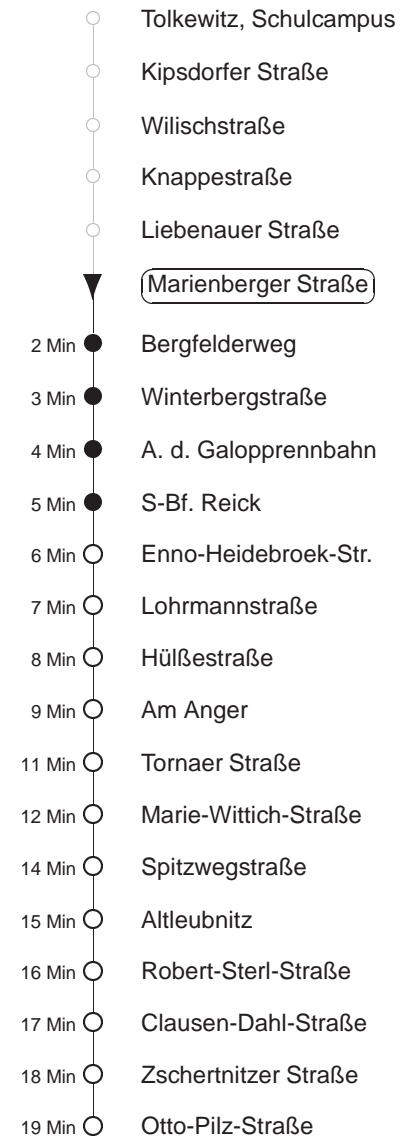 Tolkewitz, Schulcampus
Kipsdorfer Straße
Wilischstraße
Knappestraße
Liebenauer Straße
Marienberger Straße
2 Min Bergfelderweg
3 Min Winterbergstraße
4 Min A. d. Galopprennbahn
5 Min S-Bf. Reick
6 Min Enno-Heidebroek-Str.
7 Min Lohrmannstraße
8 Min Hülßestraße
9 Min Am Anger
11 Min Tornaer Straße
12 Min Marie-Wittich-Straße
14 Min Spitzwegstraße
15 Min Altleubnitz
16 Min Robert-Sterl-Straße
17 Min Clausen-Dahl-Straße
18 Min Zschertnitzer Straße
19 Min Otto-Pilz-Straße